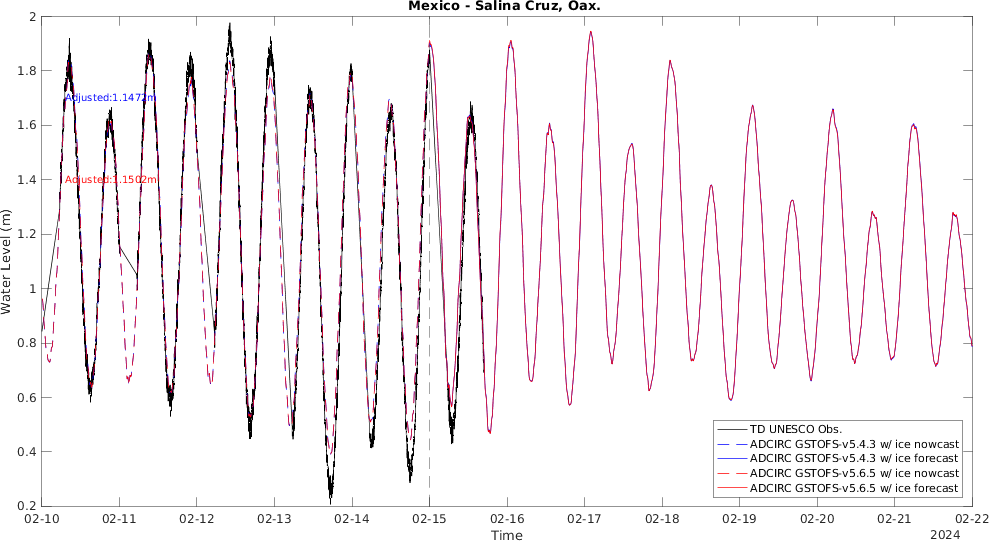 Mexico - Salina Cruz, Oax.
Water Level (m)
2
1.8
1.6
1.4
1.2
1
0.8
0.6
0.4
0.2
Adjusted:1.1472m
Adjusted:1.1502m
TD UNESCO Obs.
ADCIRC GSTOFS-v5.4.3 w/ ice nowcast
ADCIRC GSTOFS-v5.4.3 w/ ice forecast
ADCIRC GSTOFS-v5.6.5 w/ ice nowcast
ADCIRC GSTOFS-v5.6.5 w/ ice forecast
02-10 02-11 02-12 02-13 02-14 02-15 02-16 02-17 02-18 02-19 02-20 02-21 02-22
Time
2024